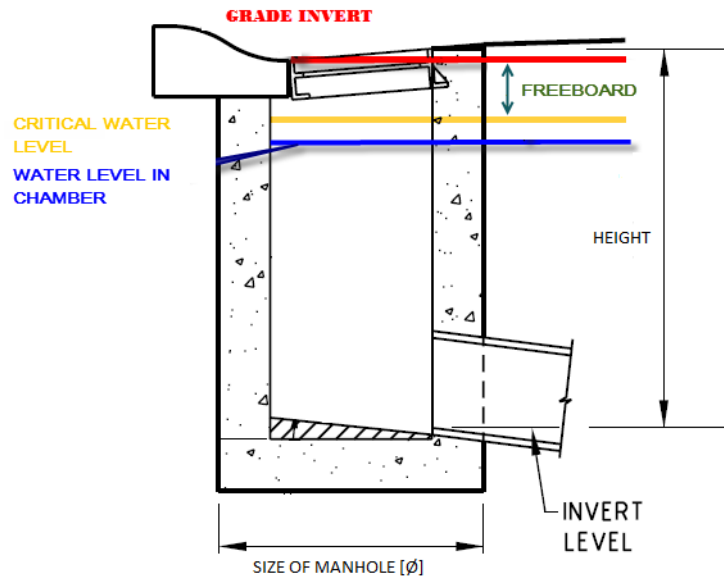 GRADE INVERT
FREEBOARD
CRITICAL WATER
LEVEL
WATER LEVEL IN
CHAMBER
HEIGHT
INVERT
LEVEL
SIZE OF MANHOLE [Ø]